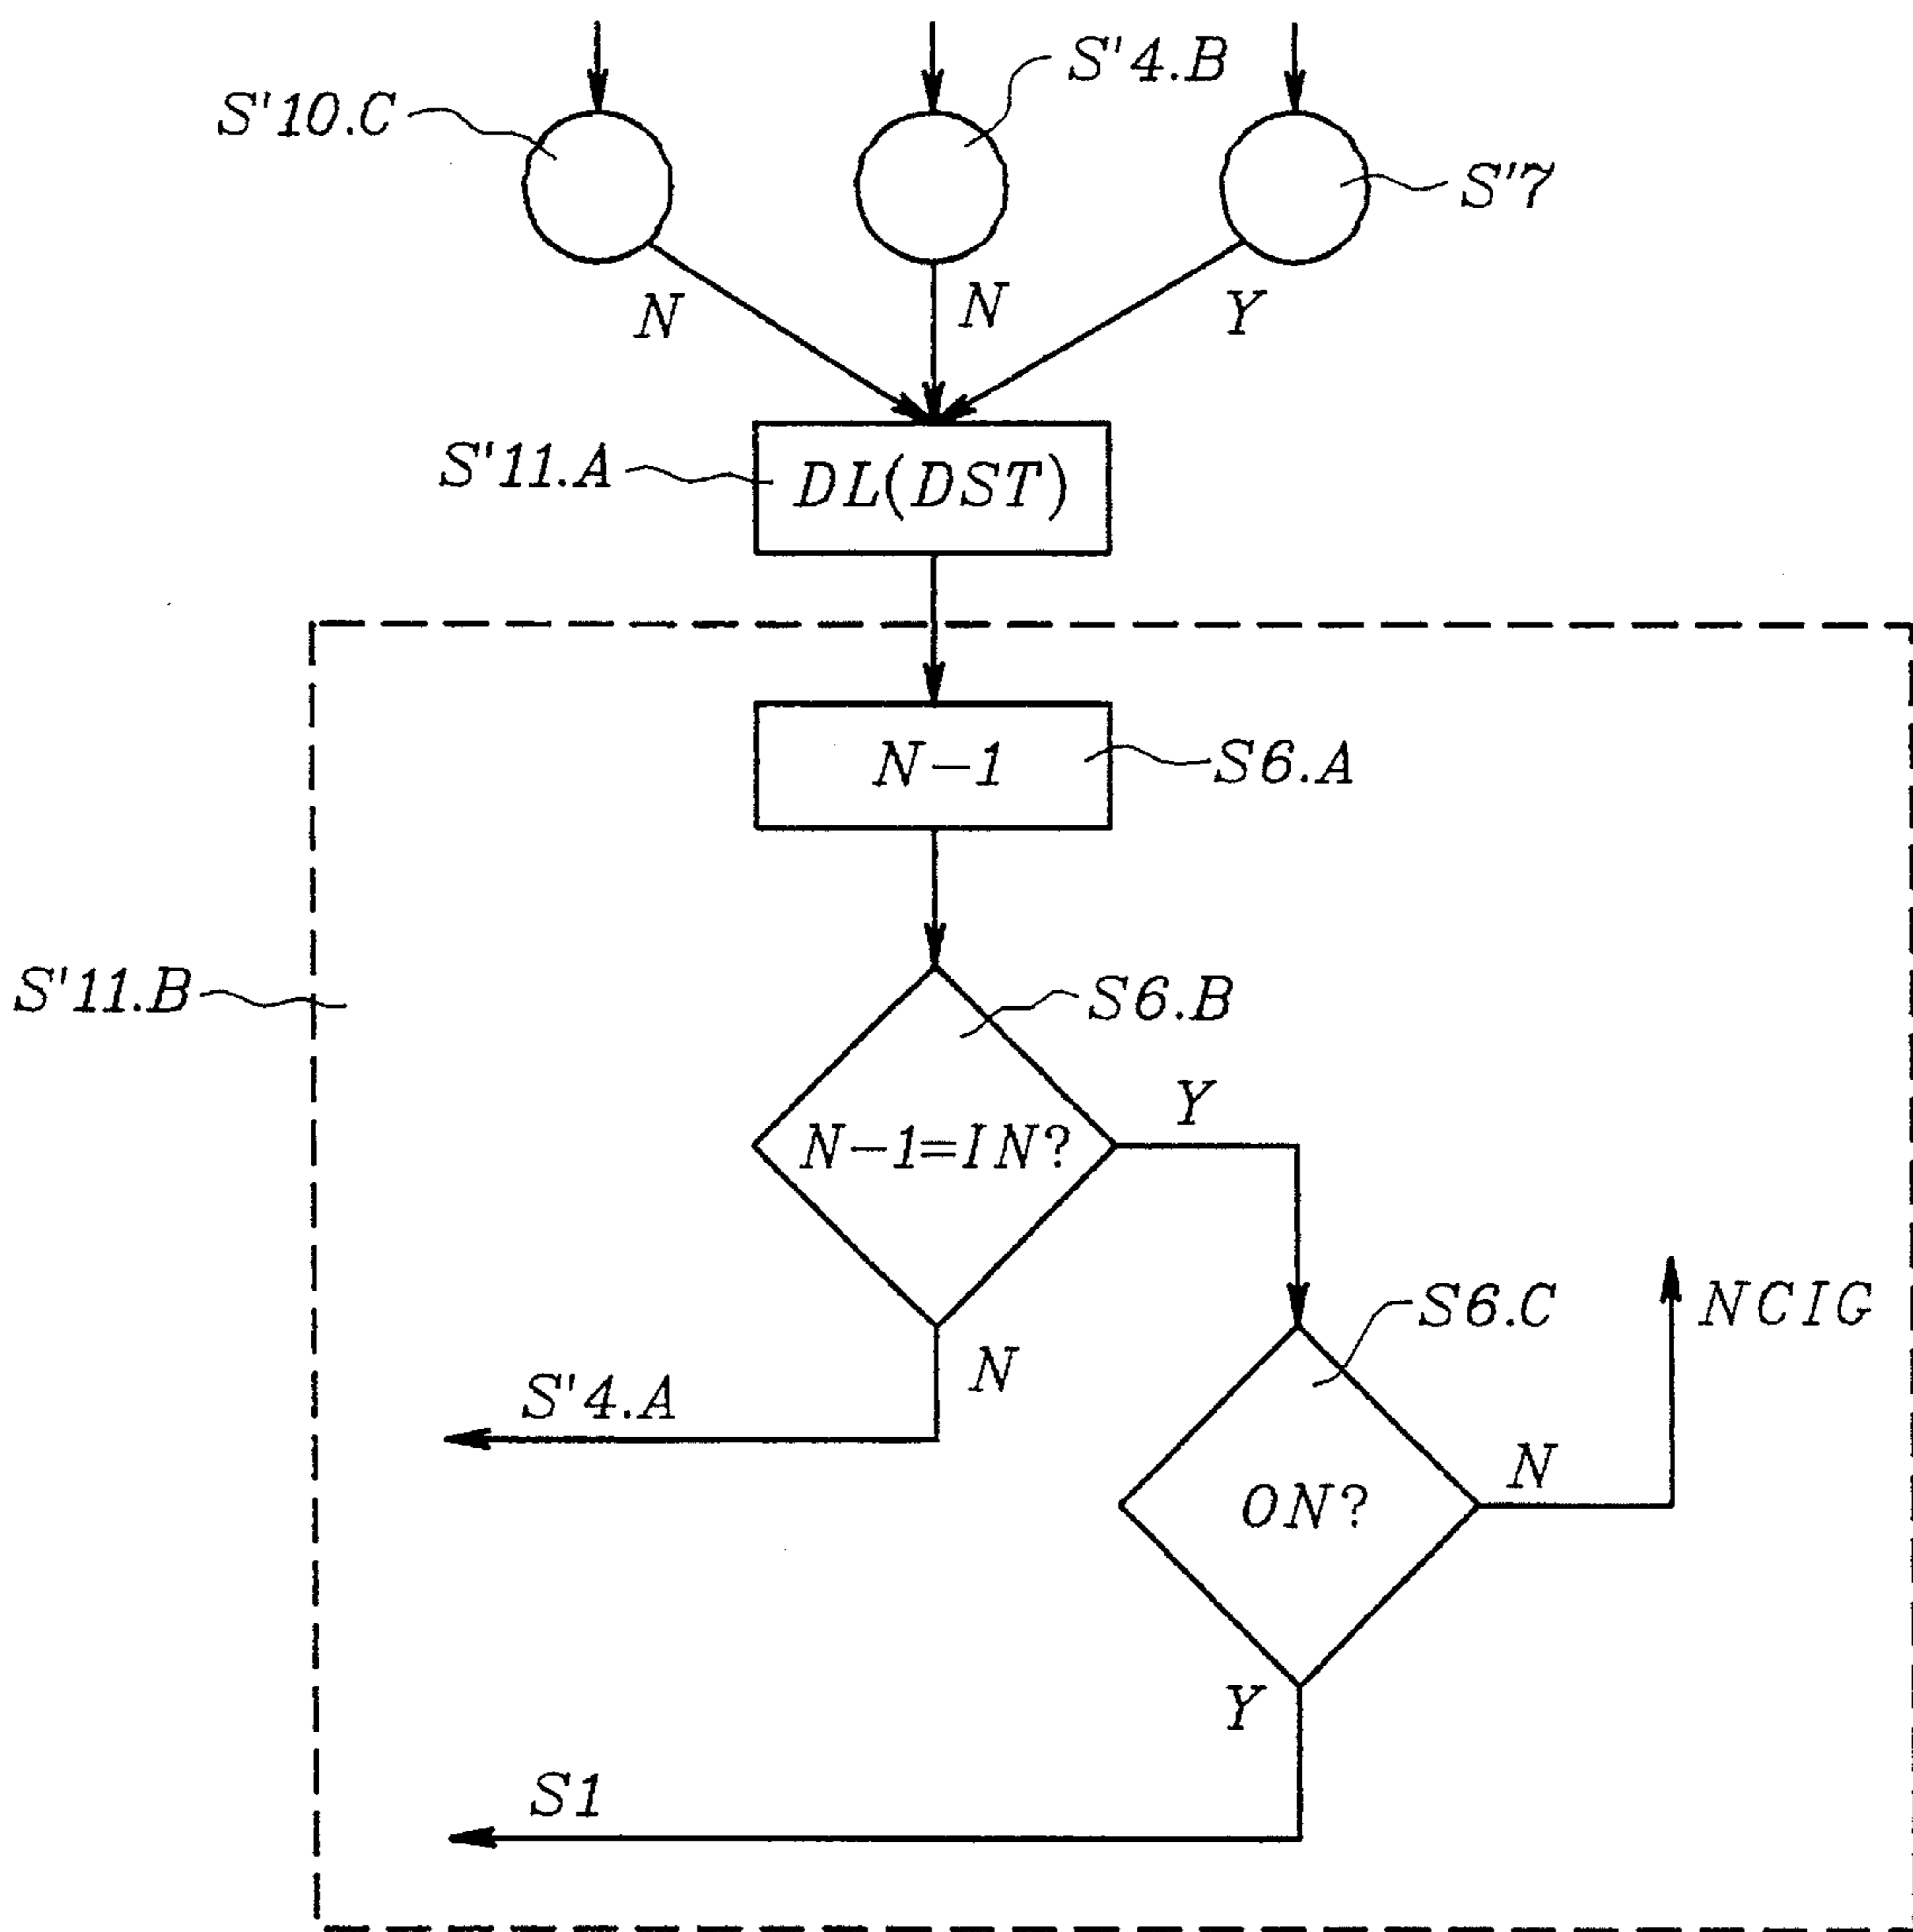 S'4.B
S'10.C
S'7
N
N
Y
S'11.A
DL(DST)
N-1
S6.A
S'11.B
S6.B
Y
N-1=IN?
S6.C
NCIG
N
S'4.A
N
ON?
Y
S1